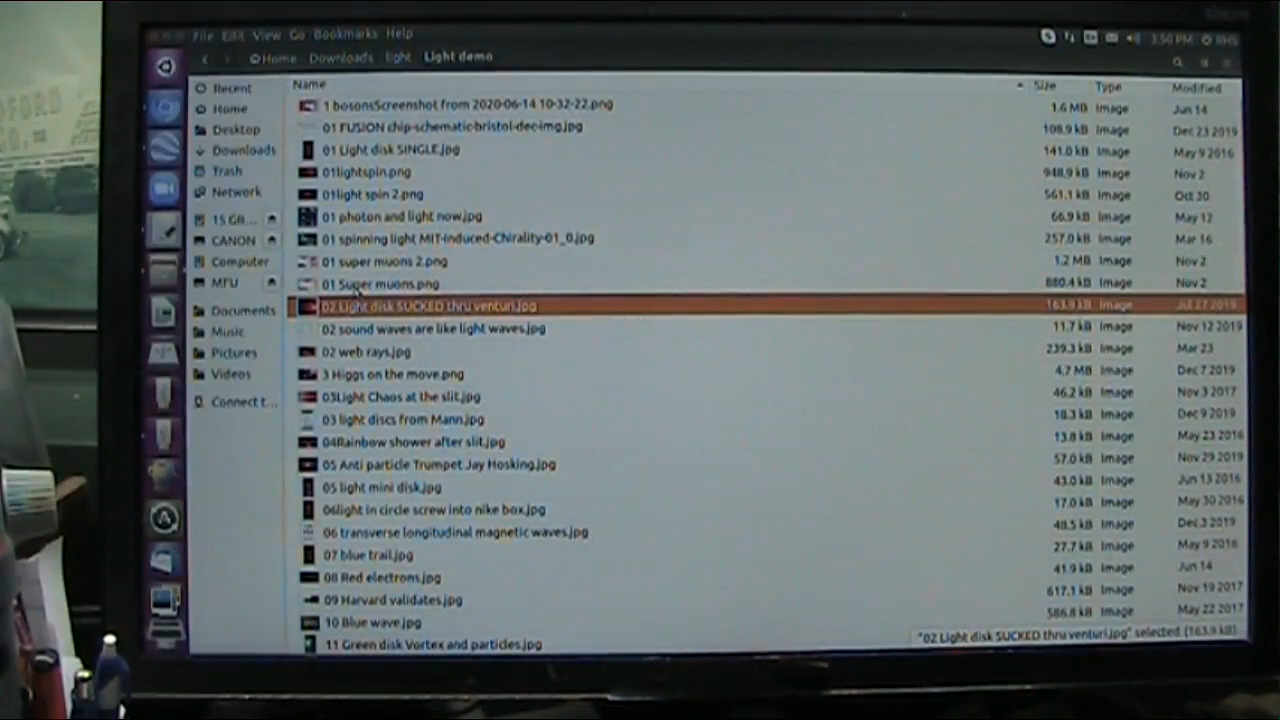 File Edit View Go Bookmarks Help
3:50 PM RHS
Home Downloads light Light demo
Name Size Type Modified
Recent
Home
Desktop
Downloads
Trash
Network
15 GB...
CANON
Computer
MFU
Documents
Music
Pictures
Videos
Connect t...
1 bosonsScreenshot from 2020-06-14 10-32-22.png 1.6 MB Image Jun 14
01 FUSION chip-schematic-bristol-dec-img.jpg 108.9 kB Image Dec 23 2019
01 Light disk SINGLE.jpg 141.0 kB Image May 9 2016
01lightspin.png 948.9 kB Image Nov 2
01light spin 2.png 561.1 kB Image Oct 30
01 photon and light now.jpg 66.9 kB Image May 12
01 spinning light MIT-Induced-Chirality-01_0.jpg 257.0 kB Image Mar 16
01 super muons 2.png 1.2 MB Image Nov 2
01 Super muons.png 880.4 kB Image Nov 2
02 Light disk SUCKED thru venturi.jpg 163.9 kB Image Jul 27 2019
02 sound waves are like light waves.jpg 11.7 kB Image Nov 12 2019
02 web rays.jpg 239.3 kB Image Mar 23
3 Higgs on the move.png 4.7 MB Image Dec 7 2019
03Light Chaos at the slit.jpg 46.2 kB Image Nov 3 2017
03 light discs from Mann.jpg 18.3 kB Image Dec 9 2019
04Rainbow shower after slit.jpg 13.8 kB Image May 23 2016
05 Anti particle Trumpet Jay Hosking.jpg 57.0 kB Image Nov 29 2019
05 light mini disk.jpg 43.0 kB Image Jun 13 2016
06light in circle screw into nike box.jpg 17.0 kB Image May 30 2016
06 transverse longitudinal magnetic waves.jpg 48.5 kB Image Dec 3 2019
07 blue trail.jpg 27.7 kB Image May 9 2016
08 Red electrons.jpg 41.9 kB Image Jun 14
09 Harvard validates.jpg 617.1 kB Image Nov 19 2017
10 Blue wave.jpg 586.8 kB Image May 22 2017
11 Green disk Vortex and particles.jpg
"02 Light disk SUCKED thru venturi.jpg" selected (163.9 kB)